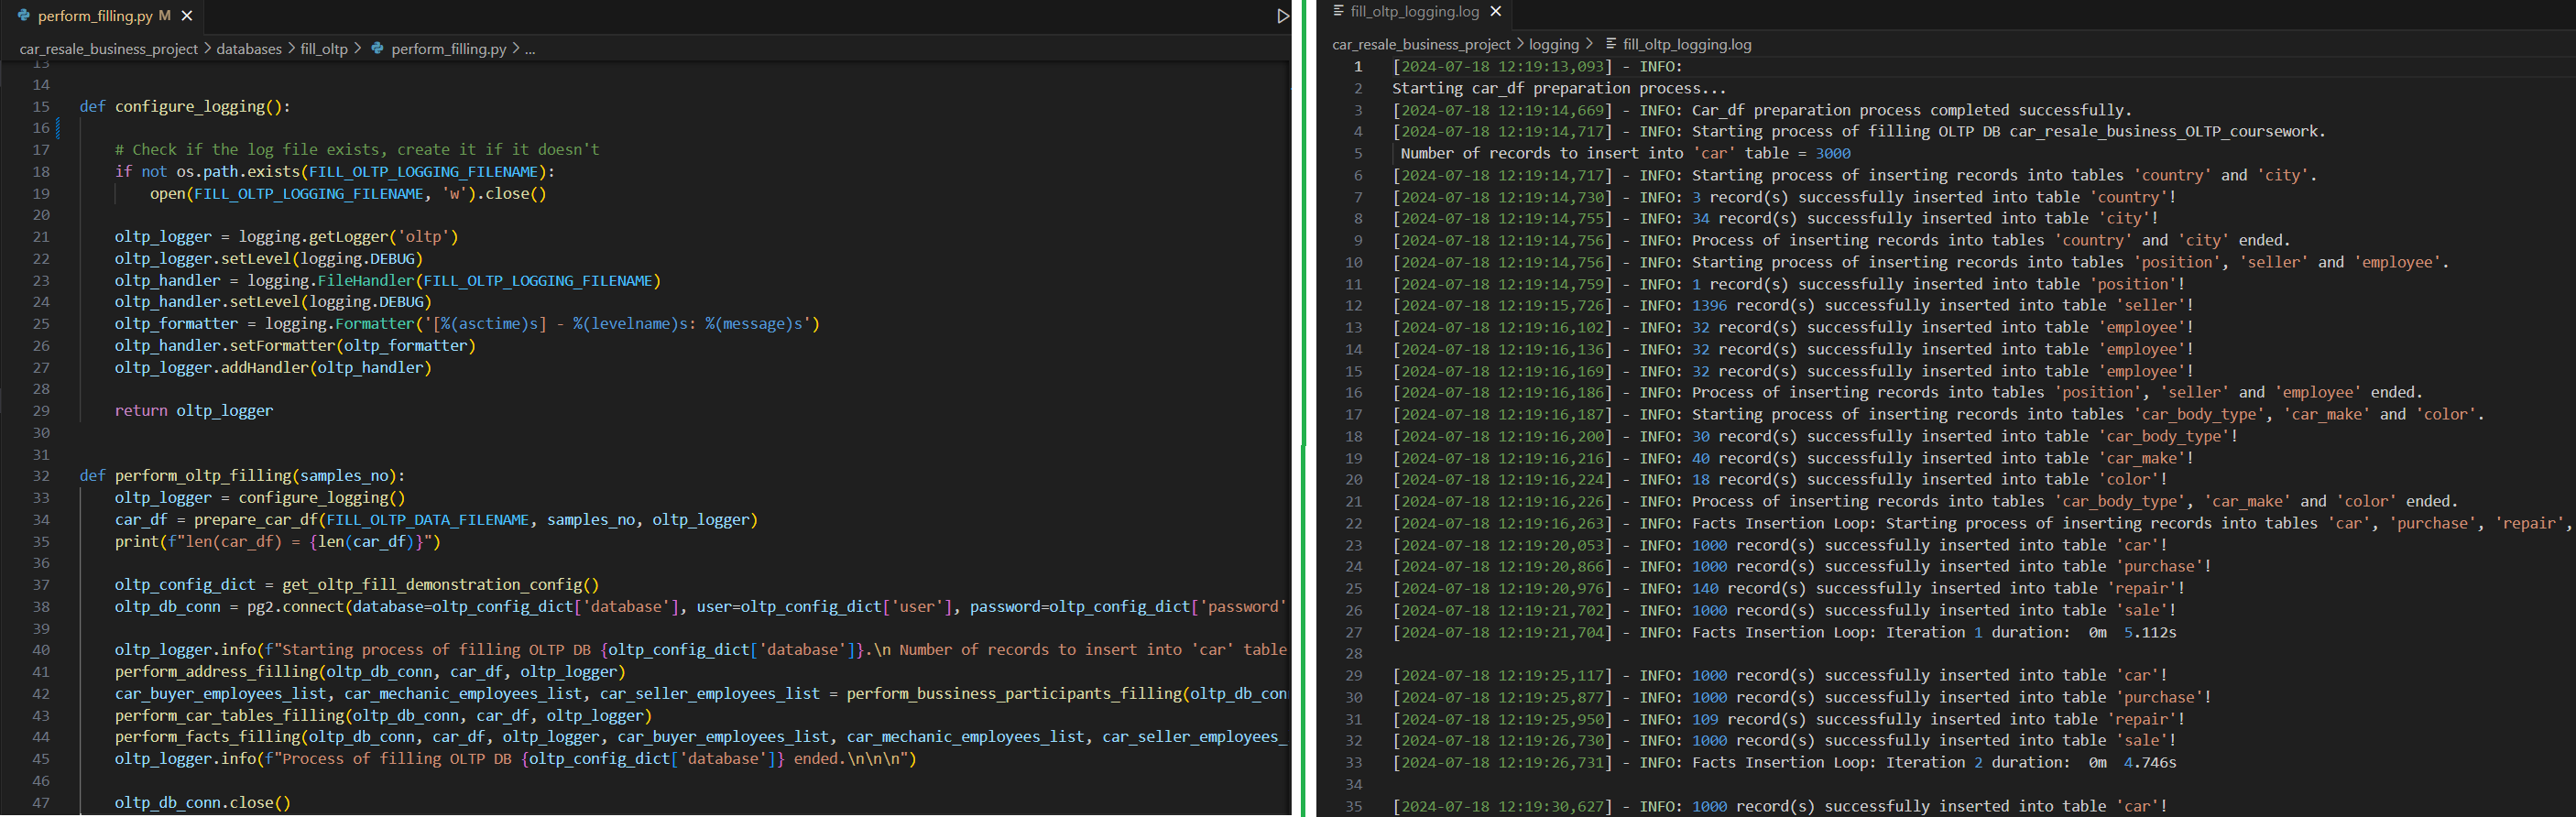 perform_filling.py M ×
car_resale_business_project > databases > fill_oltp > perform_filling.py > ...
13
14
15 def configure_logging():
16
17 # Check if the log file exists, create it if it doesn't
18 if not os.path.exists(FILL_OLTP_LOGGING_FILENAME):
19 open(FILL_OLTP_LOGGING_FILENAME, 'w').close()
20
21 oltp_logger = logging.getLogger('oltp')
22 oltp_logger.setLevel(logging.DEBUG)
23 oltp_handler = logging.FileHandler(FILL_OLTP_LOGGING_FILENAME)
24 oltp_handler.setLevel(logging.DEBUG)
25 oltp_formatter = logging.Formatter('[%(asctime)s] - %(levelname)s: %(message)s')
26 oltp_handler.setFormatter(oltp_formatter)
27 oltp_logger.addHandler(oltp_handler)
28
29 return oltp_logger
30
31
32 def perform_oltp_filling(samples_no):
33 oltp_logger = configure_logging()
34 car_df = prepare_car_df(FILL_OLTP_DATA_FILENAME, samples_no, oltp_logger)
35 print(f"len(car_df) = {len(car_df)}")
36
37 oltp_config_dict = get_oltp_fill_demonstration_config()
38 oltp_db_conn = pg2.connect(database=oltp_config_dict['database'], user=oltp_config_dict['user'], password=oltp_config_dict['password'
39
40 oltp_logger.info(f"Starting process of filling OLTP DB {oltp_config_dict['database']}.\n Number of records to insert into 'car' table
41 perform_address_filling(oltp_db_conn, car_df, oltp_logger)
42 car_buyer_employees_list, car_mechanic_employees_list, car_seller_employees_list = perform_bussiness_participants_filling(oltp_db_con
43 perform_car_tables_filling(oltp_db_conn, car_df, oltp_logger)
44 perform_facts_filling(oltp_db_conn, car_df, oltp_logger, car_buyer_employees_list, car_mechanic_employees_list, car_seller_employees_
45 oltp_logger.info(f"Process of filling OLTP DB {oltp_config_dict['database']} ended.\n\n\n")
46
47 oltp_db_conn.close()
fill_oltp_logging.log ×
car_resale_business_project > logging > fill_oltp_logging.log
1 [2024-07-18 12:19:13,093] - INFO:
2 Starting car_df preparation process...
3 [2024-07-18 12:19:14,669] - INFO: Car_df preparation process completed successfully.
4 [2024-07-18 12:19:14,717] - INFO: Starting process of filling OLTP DB car_resale_business_OLTP_coursework.
5 Number of records to insert into 'car' table = 3000
6 [2024-07-18 12:19:14,717] - INFO: Starting process of inserting records into tables 'country' and 'city'.
7 [2024-07-18 12:19:14,730] - INFO: 3 record(s) successfully inserted into table 'country'!
8 [2024-07-18 12:19:14,755] - INFO: 34 record(s) successfully inserted into table 'city'!
9 [2024-07-18 12:19:14,756] - INFO: Process of inserting records into tables 'country' and 'city' ended.
10 [2024-07-18 12:19:14,756] - INFO: Starting process of inserting records into tables 'position', 'seller' and 'employee'.
11 [2024-07-18 12:19:14,759] - INFO: 1 record(s) successfully inserted into table 'position'!
12 [2024-07-18 12:19:15,726] - INFO: 1396 record(s) successfully inserted into table 'seller'!
13 [2024-07-18 12:19:16,102] - INFO: 32 record(s) successfully inserted into table 'employee'!
14 [2024-07-18 12:19:16,136] - INFO: 32 record(s) successfully inserted into table 'employee'!
15 [2024-07-18 12:19:16,169] - INFO: 32 record(s) successfully inserted into table 'employee'!
16 [2024-07-18 12:19:16,186] - INFO: Process of inserting records into tables 'position', 'seller' and 'employee' ended.
17 [2024-07-18 12:19:16,187] - INFO: Starting process of inserting records into tables 'car_body_type', 'car_make' and 'color'.
18 [2024-07-18 12:19:16,200] - INFO: 30 record(s) successfully inserted into table 'car_body_type'!
19 [2024-07-18 12:19:16,216] - INFO: 40 record(s) successfully inserted into table 'car_make'!
20 [2024-07-18 12:19:16,224] - INFO: 18 record(s) successfully inserted into table 'color'!
21 [2024-07-18 12:19:16,226] - INFO: Process of inserting records into tables 'car_body_type', 'car_make' and 'color' ended.
22 [2024-07-18 12:19:16,263] - INFO: Facts Insertion Loop: Starting process of inserting records into tables 'car', 'purchase', 'repair',
23 [2024-07-18 12:19:20,053] - INFO: 1000 record(s) successfully inserted into table 'car'!
24 [2024-07-18 12:19:20,866] - INFO: 1000 record(s) successfully inserted into table 'purchase'!
25 [2024-07-18 12:19:20,976] - INFO: 140 record(s) successfully inserted into table 'repair'!
26 [2024-07-18 12:19:21,702] - INFO: 1000 record(s) successfully inserted into table 'sale'!
27 [2024-07-18 12:19:21,704] - INFO: Facts Insertion Loop: Iteration 1 duration:  0m  5.112s
28
29 [2024-07-18 12:19:25,117] - INFO: 1000 record(s) successfully inserted into table 'car'!
30 [2024-07-18 12:19:25,877] - INFO: 1000 record(s) successfully inserted into table 'purchase'!
31 [2024-07-18 12:19:25,950] - INFO: 109 record(s) successfully inserted into table 'repair'!
32 [2024-07-18 12:19:26,730] - INFO: 1000 record(s) successfully inserted into table 'sale'!
33 [2024-07-18 12:19:26,731] - INFO: Facts Insertion Loop: Iteration 2 duration:  0m  4.746s
34
35 [2024-07-18 12:19:30,627] - INFO: 1000 record(s) successfully inserted into table 'car'!